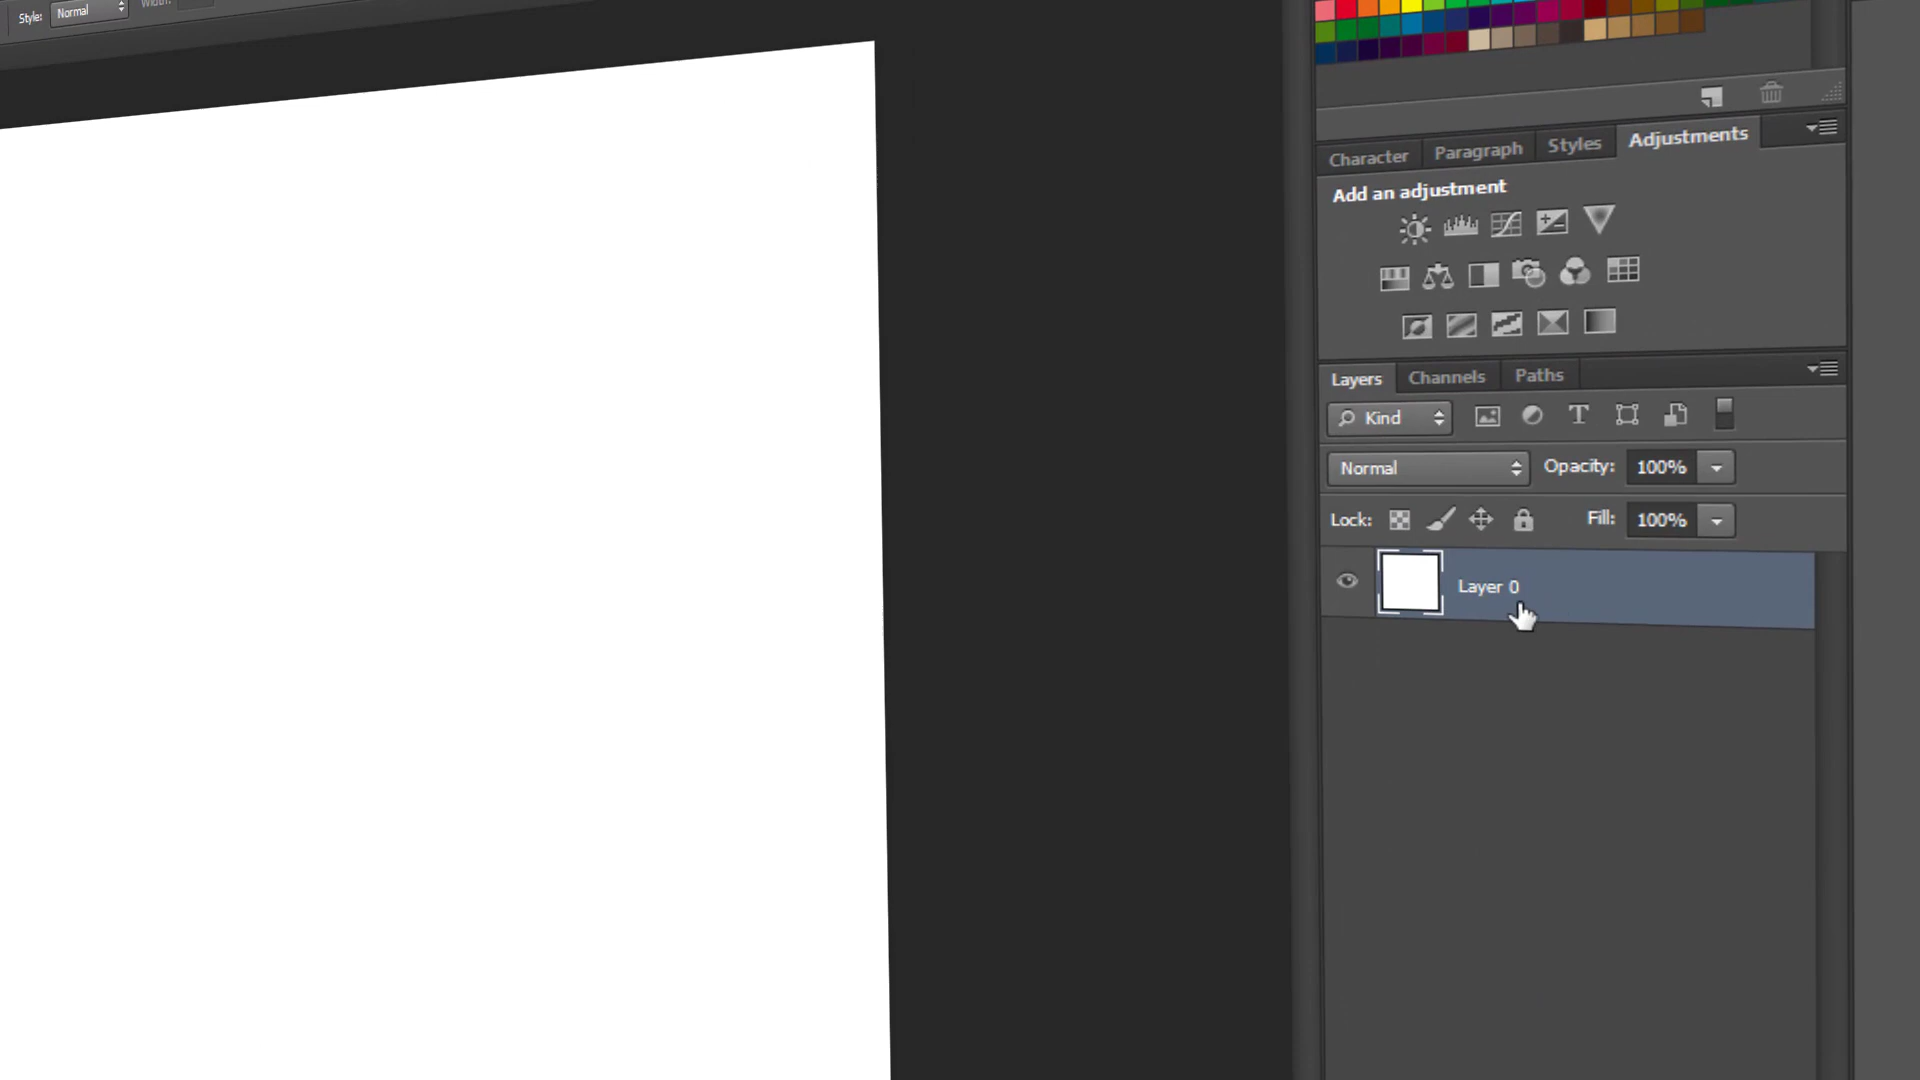 Style: Normal Width:
Character Paragraph Styles Adjustments
Add an adjustment
Layers Channels Paths
Kind
Normal Opacity: 100%
Lock: Fill: 100%
Layer 0